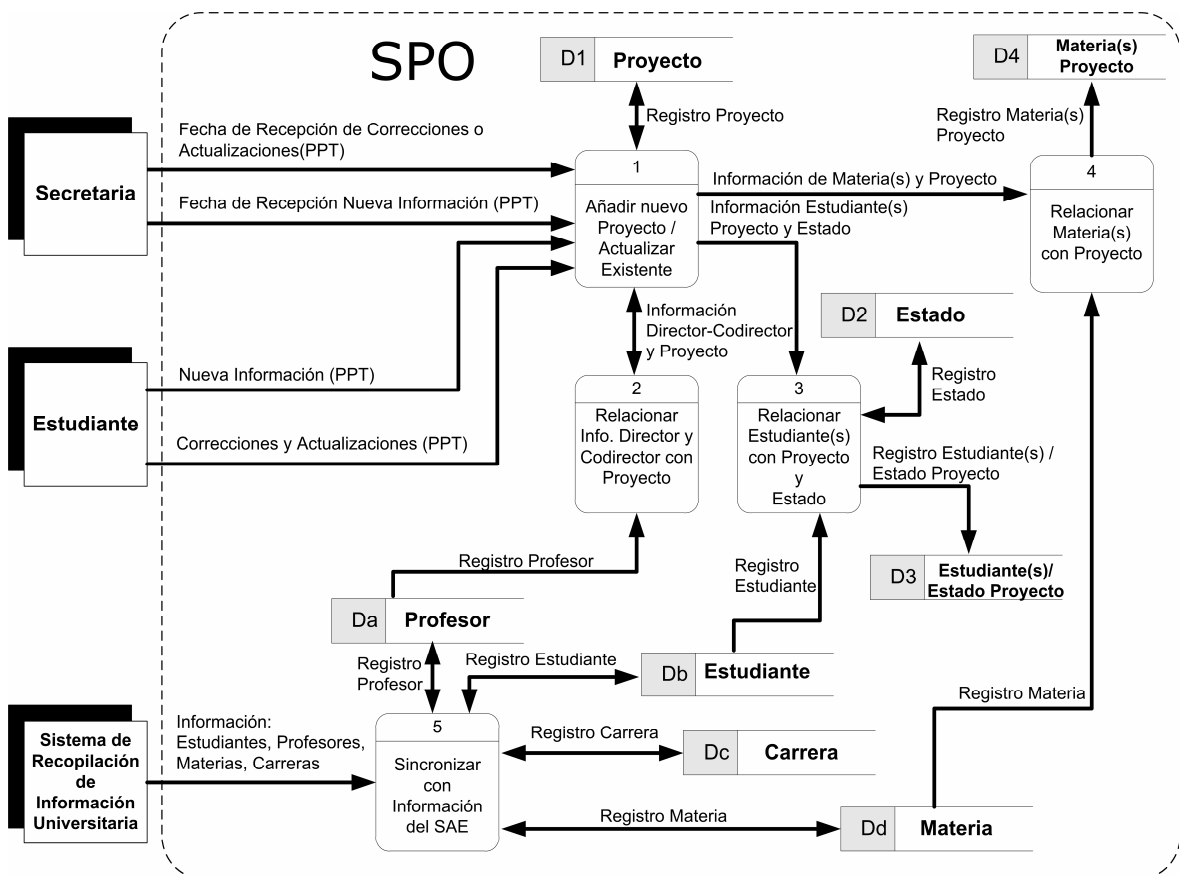 SPO
D1
Proyecto
D4
Materia(s)
Proyecto
Registro Proyecto
Registro Materia(s)
Proyecto
Secretaria
Fecha de Recepción de Correcciones o
Actualizaciones(PPT)
Fecha de Recepción Nueva Información (PPT)
1
Añadir nuevo
Proyecto /
Actualizar
Existente
Información de Materia(s) y Proyecto
Información Estudiante(s)
Proyecto y Estado
4
Relacionar
Materia(s)
con Proyecto
Información
Director-Codirector
y Proyecto
D2
Estado
Registro
Estado
Estudiante
Nueva Información (PPT)
Correcciones y Actualizaciones (PPT)
2
Relacionar
Info. Director y
Codirector con
Proyecto
3
Relacionar
Estudiante(s)
con Proyecto
y
Estado
Registro Estudiante(s) /
Estado Proyecto
D3
Estudiante(s)/
Estado Proyecto
Registro Profesor
Registro
Estudiante
Da
Profesor
Registro
Profesor
Registro Estudiante
Db
Estudiante
Registro Materia
Sistema de
Recopilación
de
Información
Universitaria
Información:
Estudiantes, Profesores,
Materias, Carreras
5
Sincronizar
con
Información
del SAE
Registro Carrera
Dc
Carrera
Registro Materia
Dd
Materia